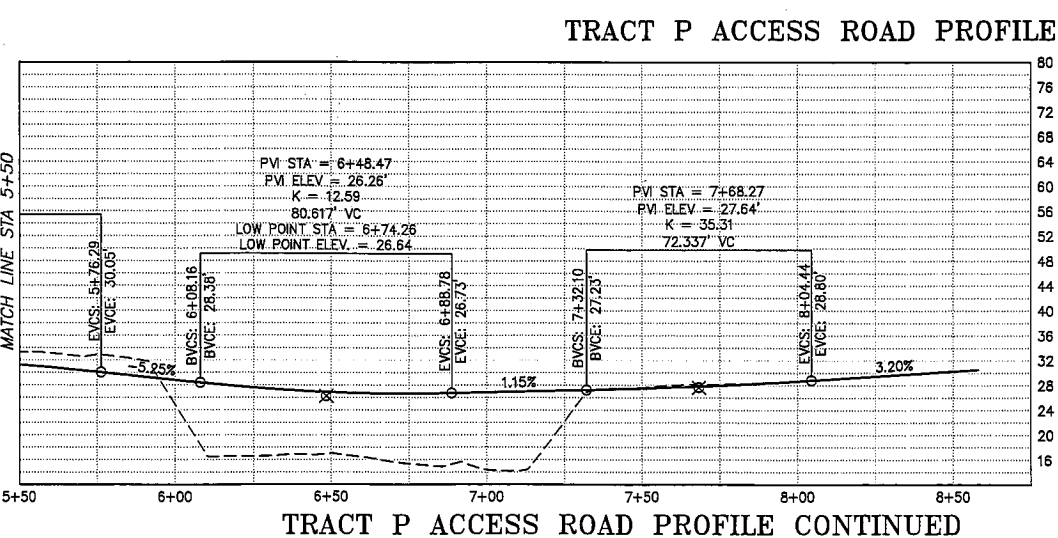 TRACT P ACCESS ROAD PROFILE
80
76
72
68
64
60
56
52
48
44
40
36
32
28
24
20
16
MATCH LINE STA 5+50
EVCS: 5+76.29
EVCE: 30.05'
-5.25%
BVCS: 6+08.16
BVCE: 28.38'
PVI STA = 6+48.47
PVI ELEV = 26.26'
K = 12.59
80.617' VC
LOW POINT STA = 6+74.26
LOW POINT ELEV. = 26.64
EVCS: 6+88.78
EVCE: 26.73'
1.15%
BVCS: 7+32.10
BVCE: 27.23'
PVI STA = 7+68.27
PVI ELEV = 27.64'
K = 35.31
72.337' VC
EVCS: 8+04.44
EVCE: 28.80'
3.20%
5+50 6+00 6+50 7+00 7+50 8+00 8+50
TRACT P ACCESS ROAD PROFILE CONTINUED